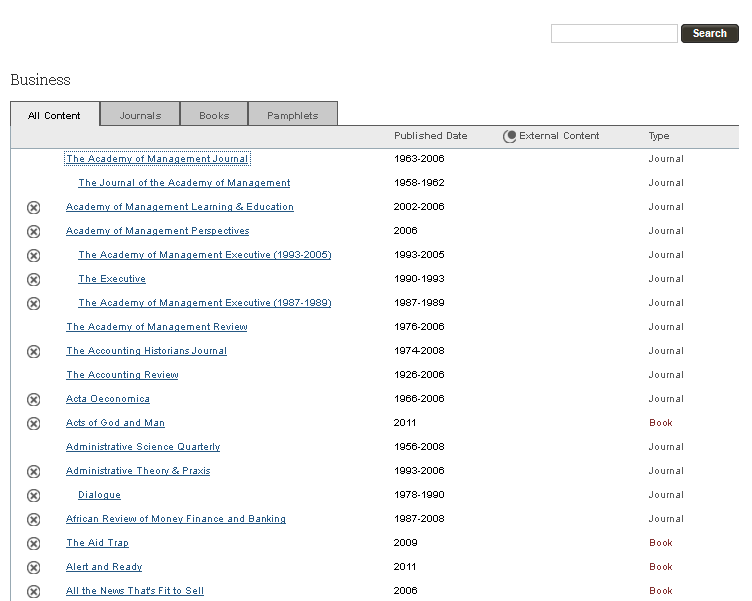 Search
Business
All Content Journals Books Pamphlets
Published Date External Content Type
The Academy of Management Journal 1963-2006 Journal
The Journal of the Academy of Management 1958-1962 Journal
Academy of Management Learning & Education 2002-2006 Journal
Academy of Management Perspectives 2006 Journal
The Academy of Management Executive (1993-2005) 1993-2005 Journal
The Executive 1990-1993 Journal
The Academy of Management Executive (1987-1989) 1987-1989 Journal
The Academy of Management Review 1976-2006 Journal
The Accounting Historians Journal 1974-2008 Journal
The Accounting Review 1926-2006 Journal
Acta Oeconomica 1966-2006 Journal
Acts of God and Man 2011 Book
Administrative Science Quarterly 1956-2008 Journal
Administrative Theory & Praxis 1993-2006 Journal
Dialogue 1978-1990 Journal
African Review of Money Finance and Banking 1987-2008 Journal
The Aid Trap 2009 Book
Alert and Ready 2011 Book
All the News That's Fit to Sell 2006 Book